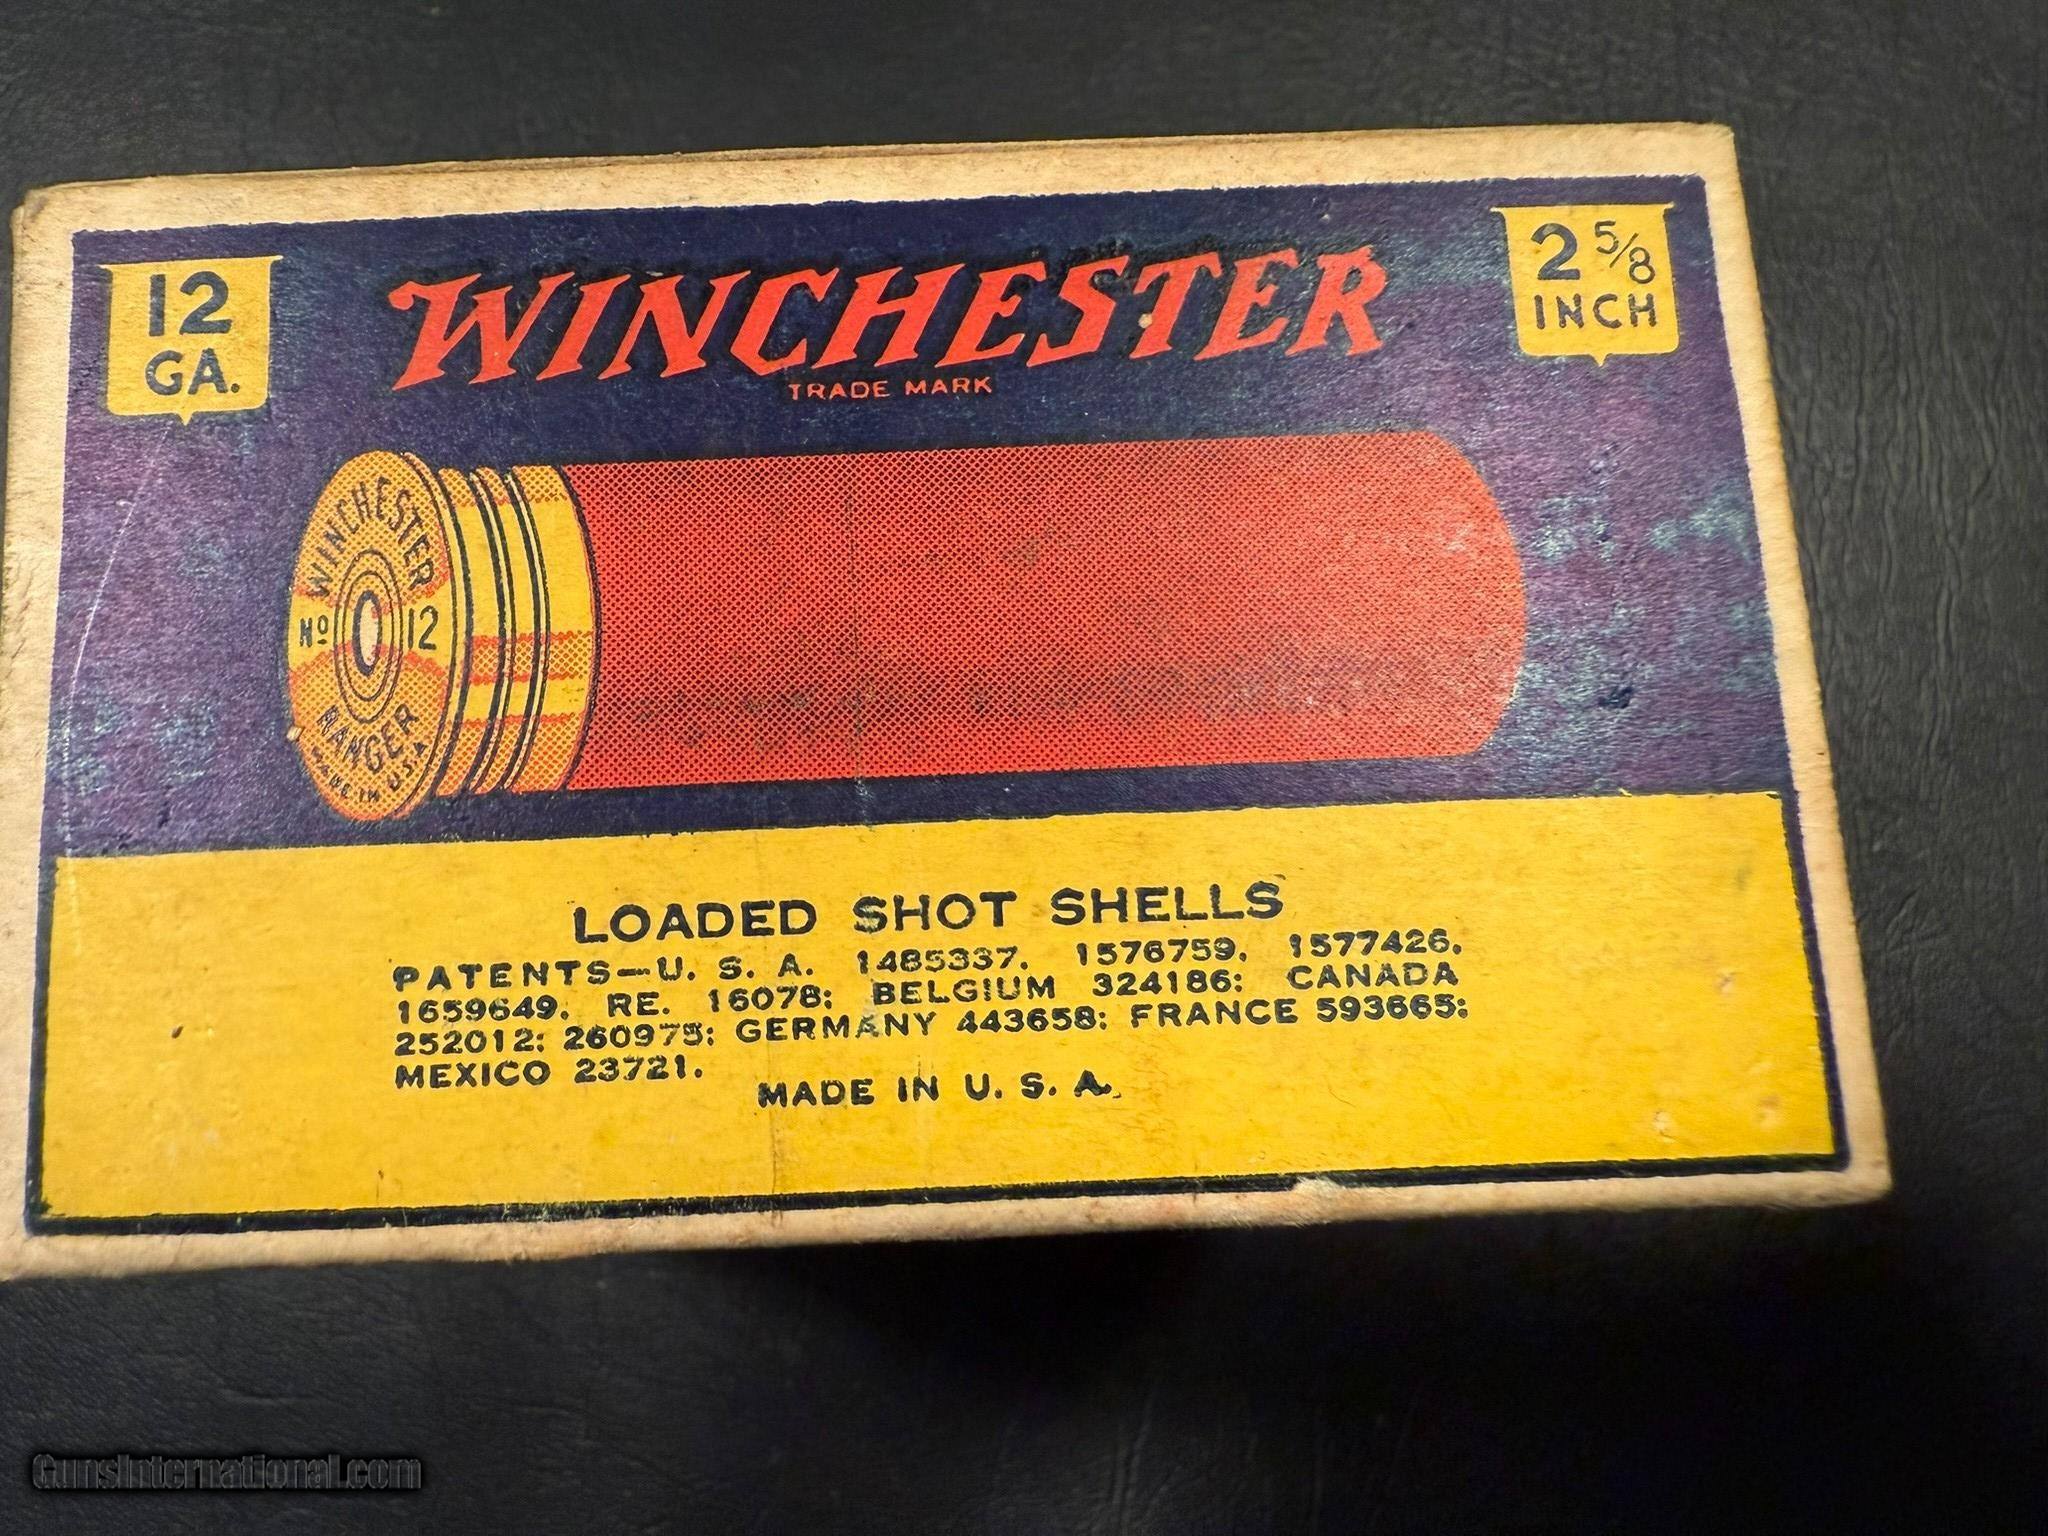 12
GA.
WINCHESTER
TRADE MARK
2 5/8
INCH
WINCHESTER
No 12
RANGER
MADE IN U.S.A.
LOADED SHOT SHELLS
PATENTS—U. S. A. 1485337, 1576759, 1577426,
1659649, RE. 16078; BELGIUM 324186; CANADA
252012; 260975; GERMANY 443658; FRANCE 593665;
MEXICO 23721.
MADE IN U. S. A.
GunsInternational.com